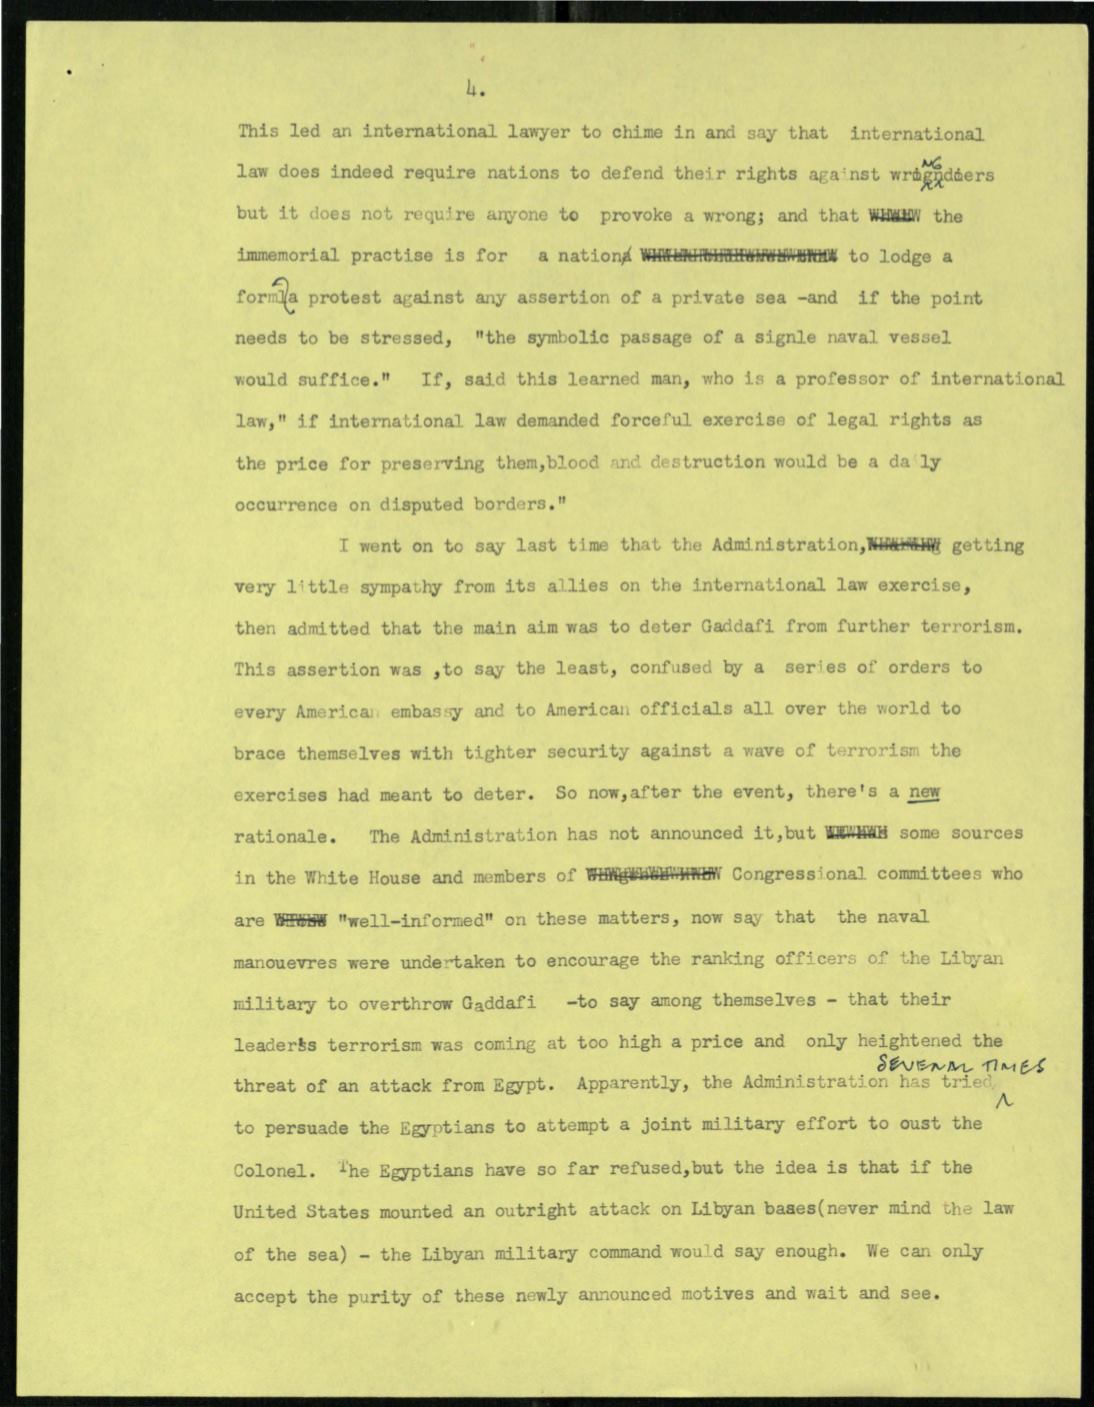 4.
This led an international lawyer to chime in and say that international
law does indeed require nations to defend their rights against wrongdoers
but it does not require anyone to provoke a wrong; and that the
immemorial practise is for a nation to lodge a
formal protest against any assertion of a private sea -and if the point
needs to be stressed, "the symbolic passage of a signle naval vessel
would suffice." If, said this learned man, who is a professor of international
law," if international law demanded forceful exercise of legal rights as
the price for preserving them,blood and destruction would be a daily
occurrence on disputed borders."
I went on to say last time that the Administration, getting
very little sympathy from its allies on the international law exercise,
then admitted that the main aim was to deter Gaddafi from further terrorism.
This assertion was ,to say the least, confused by a series of orders to
every American embassy and to American officials all over the world to
brace themselves with tighter security against a wave of terrorism the
exercises had meant to deter. So now,after the event, there's a new
rationale. The Administration has not announced it,but some sources
in the White House and members of Congressional committees who
are "well-informed" on these matters, now say that the naval
manouevres were undertaken to encourage the ranking officers of the Libyan
military to overthrow Gaddafi -to say among themselves - that their
leader's terrorism was coming at too high a price and only heightened the
threat of an attack from Egypt. Apparently, the Administration has tried SEVERAL TIMES
to persuade the Egyptians to attempt a joint military effort to oust the
Colonel. The Egyptians have so far refused,but the idea is that if the
United States mounted an outright attack on Libyan bases(never mind the law
of the sea) - the Libyan military command would say enough. We can only
accept the purity of these newly announced motives and wait and see.